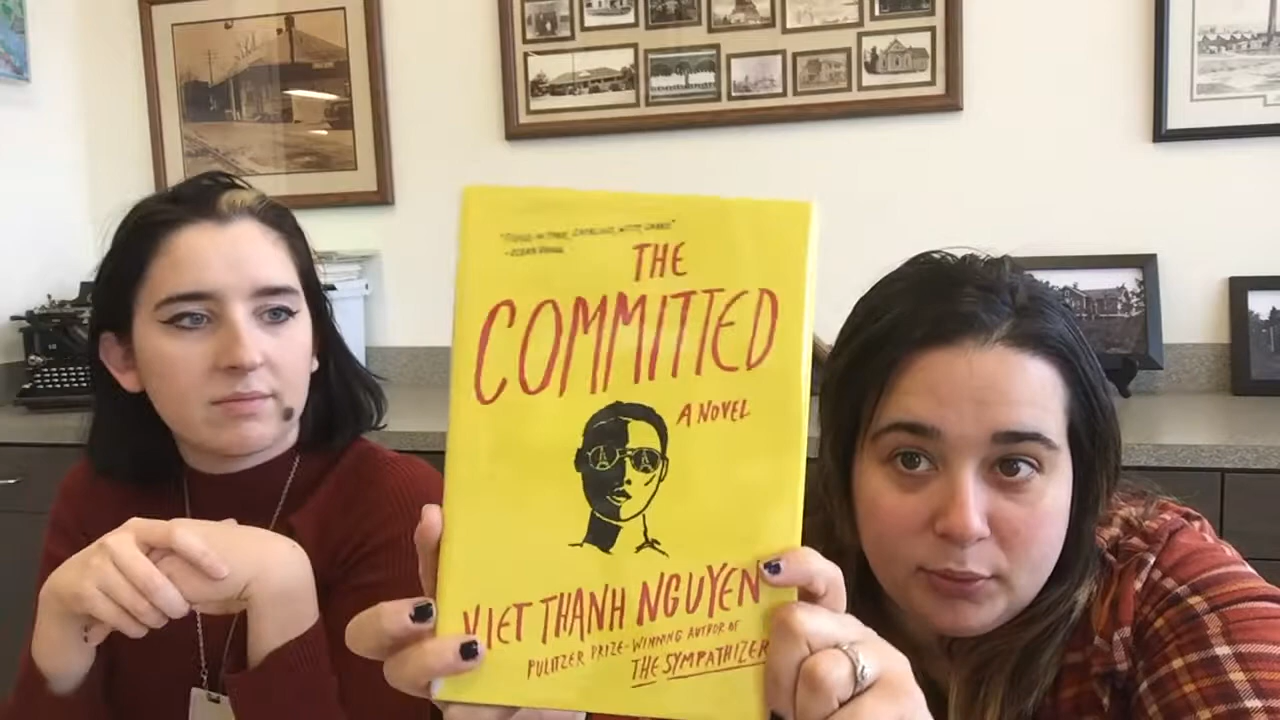 THE
COMMITTED
A NOVEL
VIET THANH NGUYEN
PULITZER PRIZE-WINNING AUTHOR OF
THE SYMPATHIZER